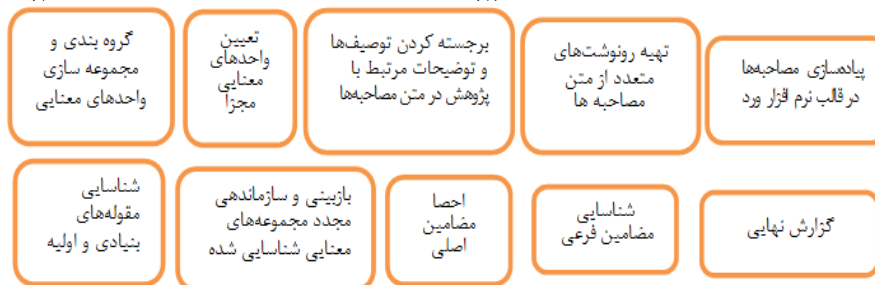 پیاده‌سازی مصاحبه‌ها
در قالب نرم افزار ورد
تهیه رونوشت‌های
متعدد از متن
مصاحبه ها
برجسته کردن توصیف‌ها
و توضیحات مرتبط با
پژوهش در متن مصاحبه‌ها
تعیین
واحدهای
معنایی
مجزا
گروه بندی و
مجموعه سازی
واحدهای معنایی
شناسایی
مقوله‌های
بنیادی و اولیه
بازبینی و سازماندهی
مجدد مجموعه‌های
معنایی شناسایی شده
احصا
مضامین
اصلی
شناسایی
مضامین فرعی
گزارش نهایی